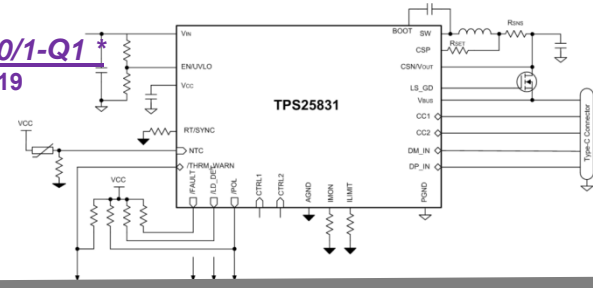 0/1-Q1 *
19
VIN
EN/UVLO
VCC
RT/SYNC
NTC
/THRM_WARN
TPS25831
BOOT
SW
CSP
CSN/VOUT
LS_GD
VBUS
CC1
CC2
DM_IN
DP_IN
RSNS
RSET
VCC
VCC
/FAULT
/LD_DET
/POL
CTRL1
CTRL2
AGND
IMON
ILIMIT
PGND
Type-C Connector